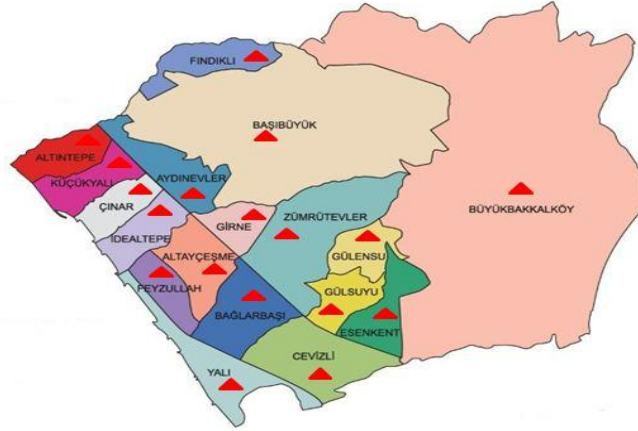 FINDIKLI
BAŞIBÜYÜK
ALTINTEPE
KÜÇÜKYALI
AYDINEVLER
BÜYÜKBAKKALKÖY
ÇINAR
GİRNE
ZÜMRÜTEVLER
İDEALTEPE
ALTAYÇEŞME
GÜLENSU
FEYZULLAH
GÜLSUYU
BAĞLARBAŞI
ESENKENT
CEVİZLİ
YALI